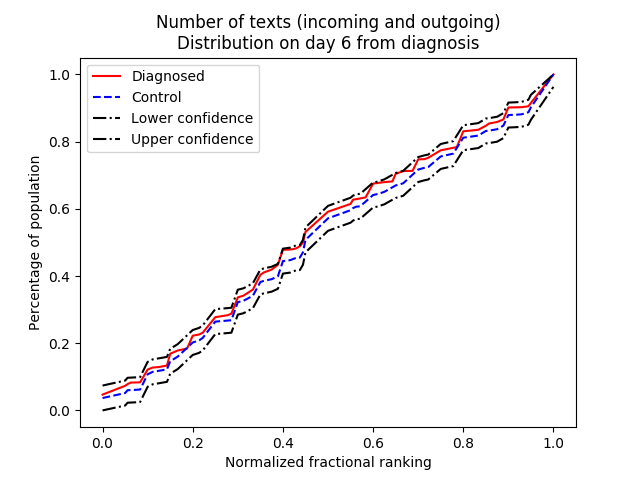 Number of texts (incoming and outgoing)
Distribution on day 6 from diagnosis
Diagnosed
Control
Lower confidence
Upper confidence
Percentage of population
1.0
0.8
0.6
0.4
0.2
0.0
0.0 0.2 0.4 0.6 0.8 1.0
Normalized fractional ranking